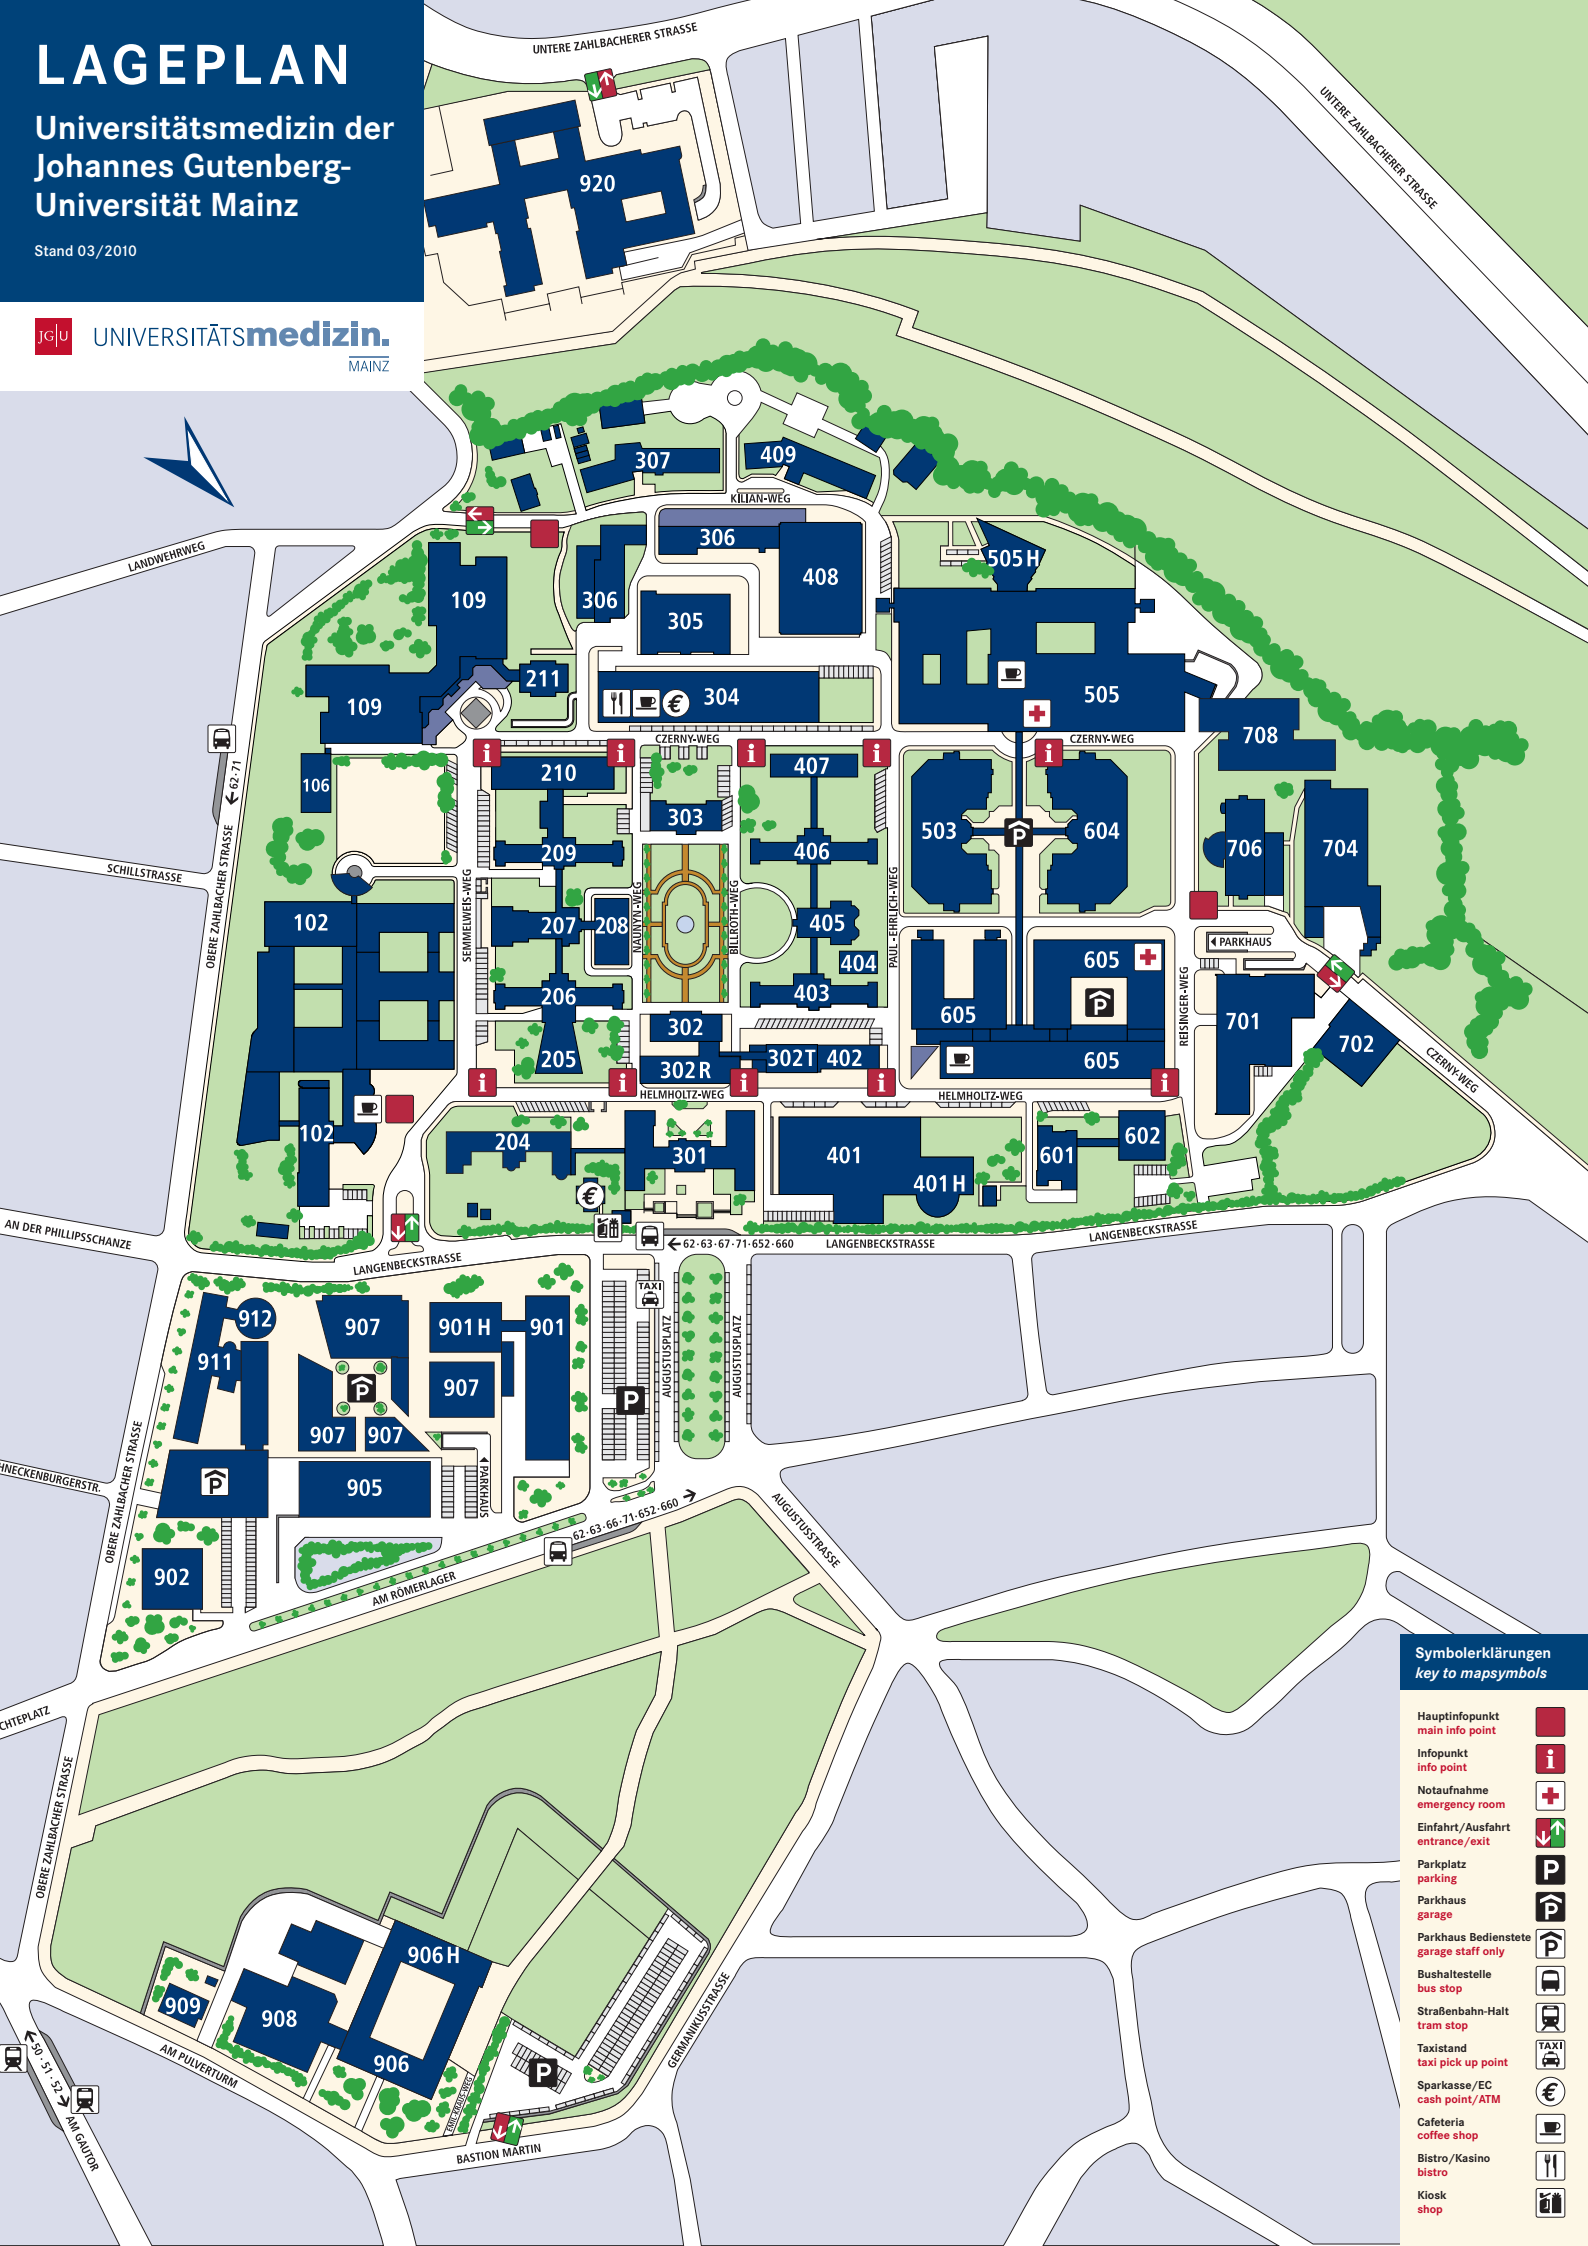 LAGEPLAN
Universitätsmedizin der
Johannes Gutenberg-
Universität Mainz
Stand 03/2010
JG|U
UNIVERSITÄTSmedizin.
MAINZ
UNTERE ZAHLBACHERER STRASSE
UNTERE ZAHLBACHERER STRASSE
920
307
409
KILIAN-WEG
LANDWEHRWEG
306
505 H
408
109
306
305
211
304
505
109
708
CZERNY-WEG
CZERNY-WEG
i
i
i
i
i
62·71
210
407
106
303
503
604
706
704
209
406
SCHILLSTRASSE
OBERE ZAHLBACHER STRASSE
SEMMELWEIS-WEG
NAUNYN-WEG
BILLROTH-WEG
PAUL-EHRLICH-WEG
102
207
208
405
PARKHAUS
404
605
206
403
605
REISINGER-WEG
701
302
702
205
302 R
302T
402
605
CZERNY-WEG
i
i
i
i
i
HELMHOLTZ-WEG
HELMHOLTZ-WEG
102
204
301
401
601
602
401 H
€
AN DER PHILLIPSSCHANZE
62·63·67·71·652·660
LANGENBECKSTRASSE
LANGENBECKSTRASSE
LANGENBECKSTRASSE
TAXI
912
907
901 H
901
911
AUGUSTUSPLATZ
AUGUSTUSPLATZ
P
907
P
907
907
P
905
PARKHAUS
HNECKENBURGERSTR.
OBERE ZAHLBACHER STRASSE
62·63·66·71·652·660
AUGUSTUSSTRASSE
902
AM RÖMERLAGER
CHTEPLATZ
OBERE ZAHLBACHER STRASSE
906 H
909
908
906
P
AM PULVERTURM
EMIL-KRAUS-WEG
GERMANIKUSSTRASSE
50·51·52
AM GAUTOR
BASTION MARTIN
Symbolerklärungen
key to mapsymbols
Hauptinfopunkt
main info point
Infopunkt
info point
i
Notaufnahme
emergency room
Einfahrt/Ausfahrt
entrance/exit
Parkplatz
parking
P
Parkhaus
garage
P
Parkhaus Bedienstete
garage staff only
P
Bushaltestelle
bus stop
Straßenbahn-Halt
tram stop
Taxistand
taxi pick up point
TAXI
Sparkasse/EC
cash point/ATM
€
Cafeteria
coffee shop
Bistro/Kasino
bistro
Kiosk
shop